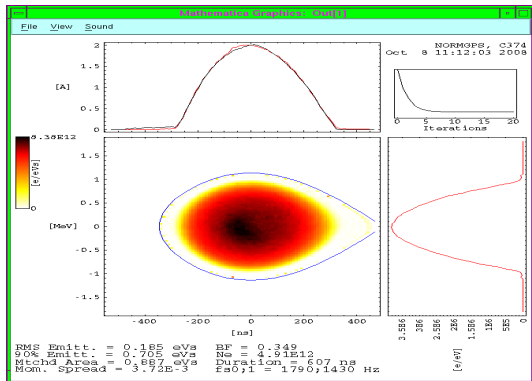 Mathematica Graphics: Out[1]
File View Sound
NORMGPS, C374
Oct 8 11:12:03 2008
2
1.5
[A]
1
0.5
0
0 5 10 15 20
Iterations
8.38E12
[e/eVs]
0
1.5
1
0.5
[MeV]
0
-0.5
-1
-1.5
-400 -200 0 200 400
[ns]
3.5E6 3E6 2.5E6 2E6 1.5E6 1E6 5E5 0
[e/eV]
RMS Emitt. = 0.185 eVs BF = 0.349
90% Emitt. = 0.705 eVs Ne = 4.91E12
Mtchd Area = 0.887 eVs Duration = 607 ns
Mom. Spread = 3.72E-3 fs0;1 = 1790;1430 Hz